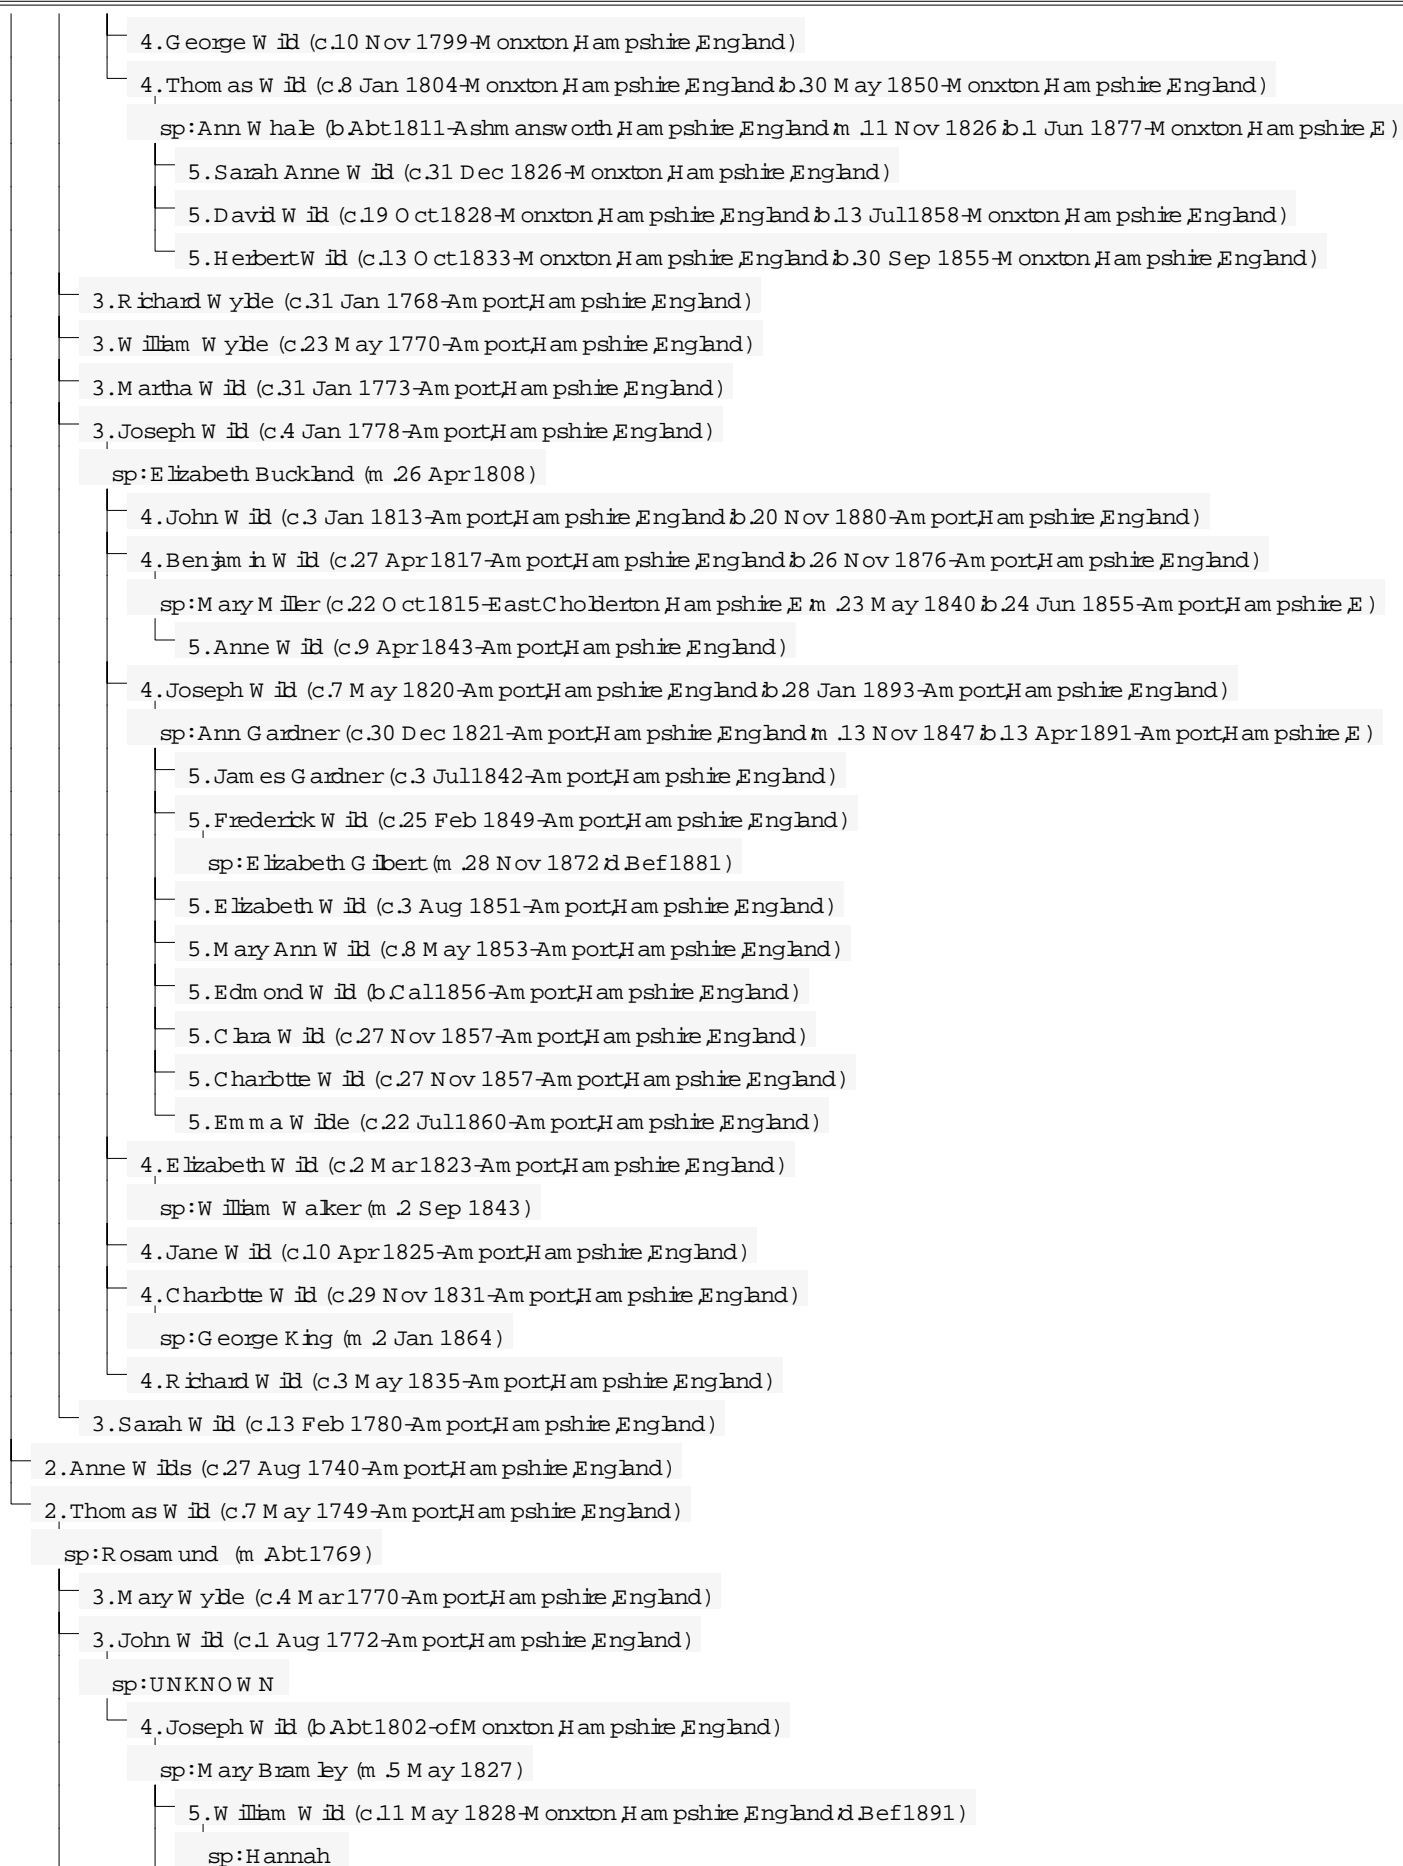 4.George Wild (c.10 Nov 1799-Monxton,Hampshire,England)
4.Thomas Wild (c.8 Jan 1804-Monxton,Hampshire,England;b.30 May 1850-Monxton,Hampshire,England)
sp:Ann Whale (b.Abt 1811-Ashmansworth,Hampshire,England;m.11 Nov 1826;b.1 Jun 1877-Monxton,Hampshire,E)
5.Sarah Anne Wild (c.31 Dec 1826-Monxton,Hampshire,England)
5.David Wild (c.19 Oct 1828-Monxton,Hampshire,England;b.13 Jul 1858-Monxton,Hampshire,England)
5.Herbert Wild (c.13 Oct 1833-Monxton,Hampshire,England;b.30 Sep 1855-Monxton,Hampshire,England)
3.Richard Wylde (c.31 Jan 1768-Amport,Hampshire,England)
3.William Wylde (c.23 May 1770-Amport,Hampshire,England)
3.Martha Wild (c.31 Jan 1773-Amport,Hampshire,England)
3.Joseph Wild (c.4 Jan 1778-Amport,Hampshire,England)
sp:Elizabeth Buckland (m.26 Apr 1808)
4.John Wild (c.3 Jan 1813-Amport,Hampshire,England;b.20 Nov 1880-Amport,Hampshire,England)
4.Benjamin Wild (c.27 Apr 1817-Amport,Hampshire,England;b.26 Nov 1876-Amport,Hampshire,England)
sp:Mary Miller (c.22 Oct 1815-East Cholderton,Hampshire,E;m.23 May 1840;b.24 Jun 1855-Amport,Hampshire,E)
5.Anne Wild (c.9 Apr 1843-Amport,Hampshire,England)
4.Joseph Wild (c.7 May 1820-Amport,Hampshire,England;b.28 Jan 1893-Amport,Hampshire,England)
sp:Ann Gardner (c.30 Dec 1821-Amport,Hampshire,England;m.13 Nov 1847;b.13 Apr 1891-Amport,Hampshire,E)
5.James Gardner (c.3 Jul 1842-Amport,Hampshire,England)
5.Frederick Wild (c.25 Feb 1849-Amport,Hampshire,England)
sp:Elizabeth Gilbert (m.28 Nov 1872;d.Bef 1881)
5.Elizabeth Wild (c.3 Aug 1851-Amport,Hampshire,England)
5.Mary Ann Wild (c.8 May 1853-Amport,Hampshire,England)
5.Edmond Wild (b.Cal 1856-Amport,Hampshire,England)
5.Clara Wild (c.27 Nov 1857-Amport,Hampshire,England)
5.Charlotte Wild (c.27 Nov 1857-Amport,Hampshire,England)
5.Emma Wilde (c.22 Jul 1860-Amport,Hampshire,England)
4.Elizabeth Wild (c.2 Mar 1823-Amport,Hampshire,England)
sp:William Walker (m.2 Sep 1843)
4.Jane Wild (c.10 Apr 1825-Amport,Hampshire,England)
4.Charlotte Wild (c.29 Nov 1831-Amport,Hampshire,England)
sp:George King (m.2 Jan 1864)
4.Richard Wild (c.3 May 1835-Amport,Hampshire,England)
3.Sarah Wild (c.13 Feb 1780-Amport,Hampshire,England)
2.Anne Wilds (c.27 Aug 1740-Amport,Hampshire,England)
2.Thomas Wild (c.7 May 1749-Amport,Hampshire,England)
sp:Rosamund (m.Abt 1769)
3.Mary Wylde (c.4 Mar 1770-Amport,Hampshire,England)
3.John Wild (c.1 Aug 1772-Amport,Hampshire,England)
sp:UNKNOWN
4.Joseph Wild (b.Abt 1802-of Monxton,Hampshire,England)
sp:Mary Bramley (m.5 May 1827)
5.William Wild (c.11 May 1828-Monxton,Hampshire,England;d.Bef 1891)
sp:Hannah